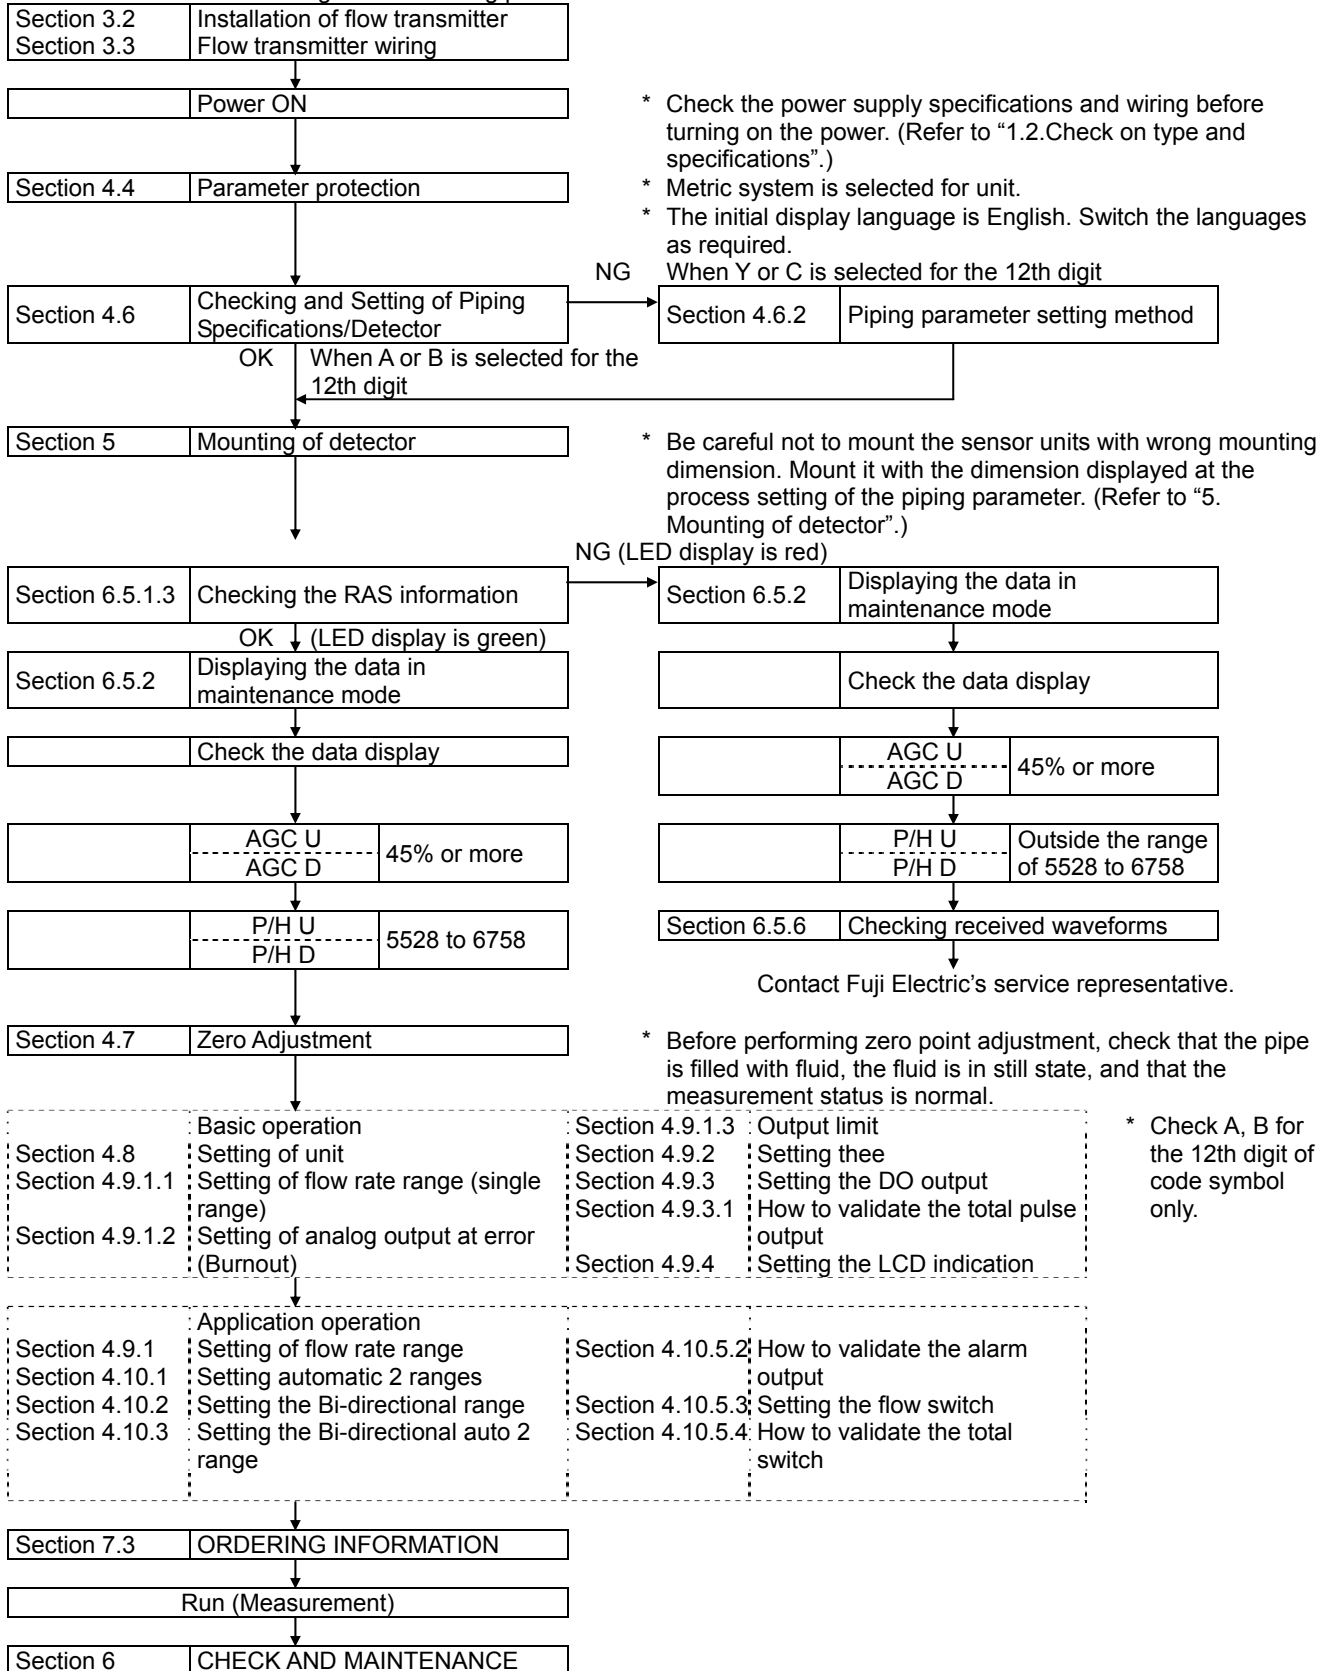 Section 3.2 Installation of flow transmitter
Section 3.3 Flow transmitter wiring
Power ON
* Check the power supply specifications and wiring before
turning on the power. (Refer to “1.2.Check on type and
specifications”.)
Section 4.4 Parameter protection
* Metric system is selected for unit.
* The initial display language is English. Switch the languages
as required.
NG When Y or C is selected for the 12th digit
Section 4.6 Checking and Setting of Piping
Specifications/Detector
Section 4.6.2 Piping parameter setting method
OK When A or B is selected for the
12th digit
Section 5 Mounting of detector
* Be careful not to mount the sensor units with wrong mounting
dimension. Mount it with the dimension displayed at the
process setting of the piping parameter. (Refer to “5.
Mounting of detector”.)
NG (LED display is red)
Section 6.5.1.3 Checking the RAS information
Section 6.5.2 Displaying the data in
maintenance mode
OK (LED display is green)
Section 6.5.2 Displaying the data in
maintenance mode
Check the data display
Check the data display
AGC U
AGC D
45% or more
AGC U
AGC D
45% or more
P/H U
P/H D
Outside the range
of 5528 to 6758
P/H U
P/H D
5528 to 6758
Section 6.5.6 Checking received waveforms
Contact Fuji Electric’s service representative.
Section 4.7 Zero Adjustment
* Before performing zero point adjustment, check that the pipe
is filled with fluid, the fluid is in still state, and that the
measurement status is normal.
Basic operation
Section 4.8 Setting of unit
Section 4.9.1.1 Setting of flow rate range (single
range)
Section 4.9.1.2 Setting of analog output at error
(Burnout)
Section 4.9.1.3 Output limit
Section 4.9.2 Setting thee
Section 4.9.3 Setting the DO output
Section 4.9.3.1 How to validate the total pulse
output
Section 4.9.4 Setting the LCD indication
* Check A, B for
the 12th digit of
code symbol
only.
Application operation
Section 4.9.1 Setting of flow rate range
Section 4.10.1 Setting automatic 2 ranges
Section 4.10.2 Setting the Bi-directional range
Section 4.10.3 Setting the Bi-directional auto 2
range
Section 4.10.5.2 How to validate the alarm
output
Section 4.10.5.3 Setting the flow switch
Section 4.10.5.4 How to validate the total
switch
Section 7.3 ORDERING INFORMATION
Run (Measurement)
Section 6 CHECK AND MAINTENANCE